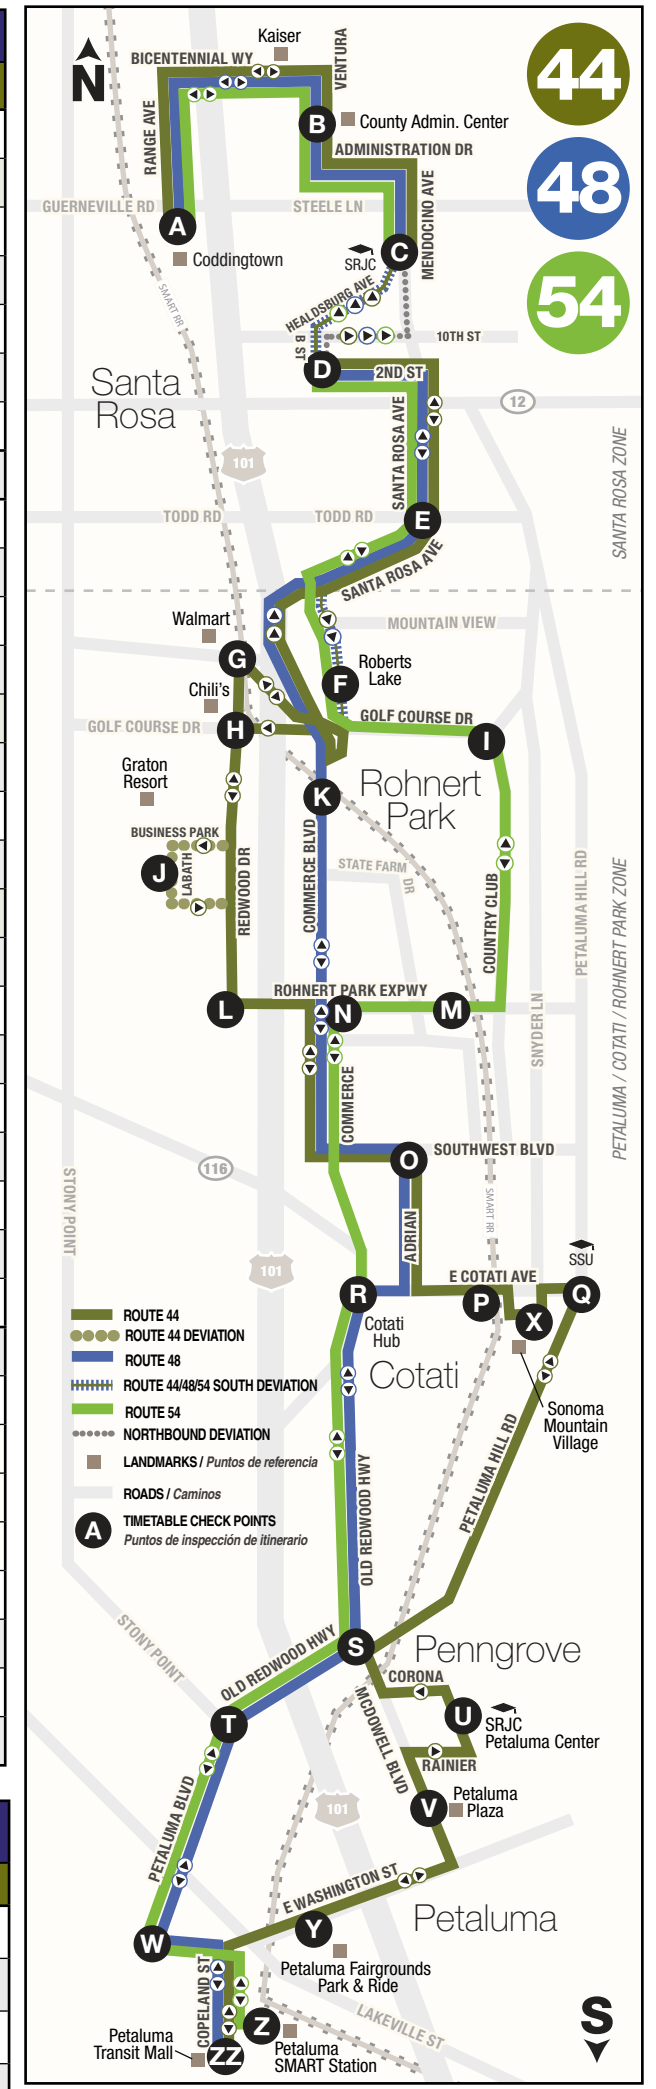 Kaiser
BICENTENNIAL WY
VENTURA
N
44
RANGE AVE
B
County Admin. Center
ADMINISTRATION DR
48
GUERNEVILLE RD
STEELE LN
MENDOCINO AVE
A
C
Coddingtown
SRJC
SMART RR
HEALDSBURG AVE
54
B ST
10TH ST
D
2ND ST
Santa
Rosa
12
SANTA ROSA AVE
101
SANTA ROSA ZONE
TODD RD
TODD RD
E
SANTA ROSA AVE
Walmart
MOUNTAIN VIEW
G
Roberts
Lake
F
Chili's
GOLF COURSE DR
GOLF COURSE DR
H
I
Graton
Resort
K
Rohnert
Park
BUSINESS PARK
J
LABATH
REDWOOD DR
COMMERCE BLVD
STATE FARM
DR
COUNTRY CLUB
PETALUMA HILL RD
PETALUMA / COTATI / ROHNERT PARK ZONE
L
ROHNERT PARK EXPWY
N
M
SNYDER LN
COMMERCE
116
STONY POINT
O
SOUTHWEST BLVD
ADRIAN
SMART RR
101
SSU
R
E COTATI AVE
P
X
Q
Cotati
Hub
Cotati
Sonoma
Mountain
Village
ROUTE 44
ROUTE 44 DEVIATION
ROUTE 48
ROUTE 44/48/54 SOUTH DEVIATION
ROUTE 54
NORTHBOUND DEVIATION
LANDMARKS / Puntos de referencia
ROADS / Caminos
A
TIMETABLE CHECK POINTS
Puntos de inspección de itinerario
OLD REDWOOD HWY
PETALUMA HILL RD
STONY POINT
OLD REDWOOD HWY
S
Penngrove
CORONA
T
U
SRJC
Petaluma Center
MCDOWELL BLVD
RAINIER
PETALUMA BLVD
101
V
Petaluma
Plaza
E WASHINGTON ST
W
Y
Petaluma
Petaluma Fairgrounds
Park & Ride
COPELAND ST
LAKEVILLE ST
Petaluma
Transit Mall
Z
ZZ
Petaluma
SMART Station
S